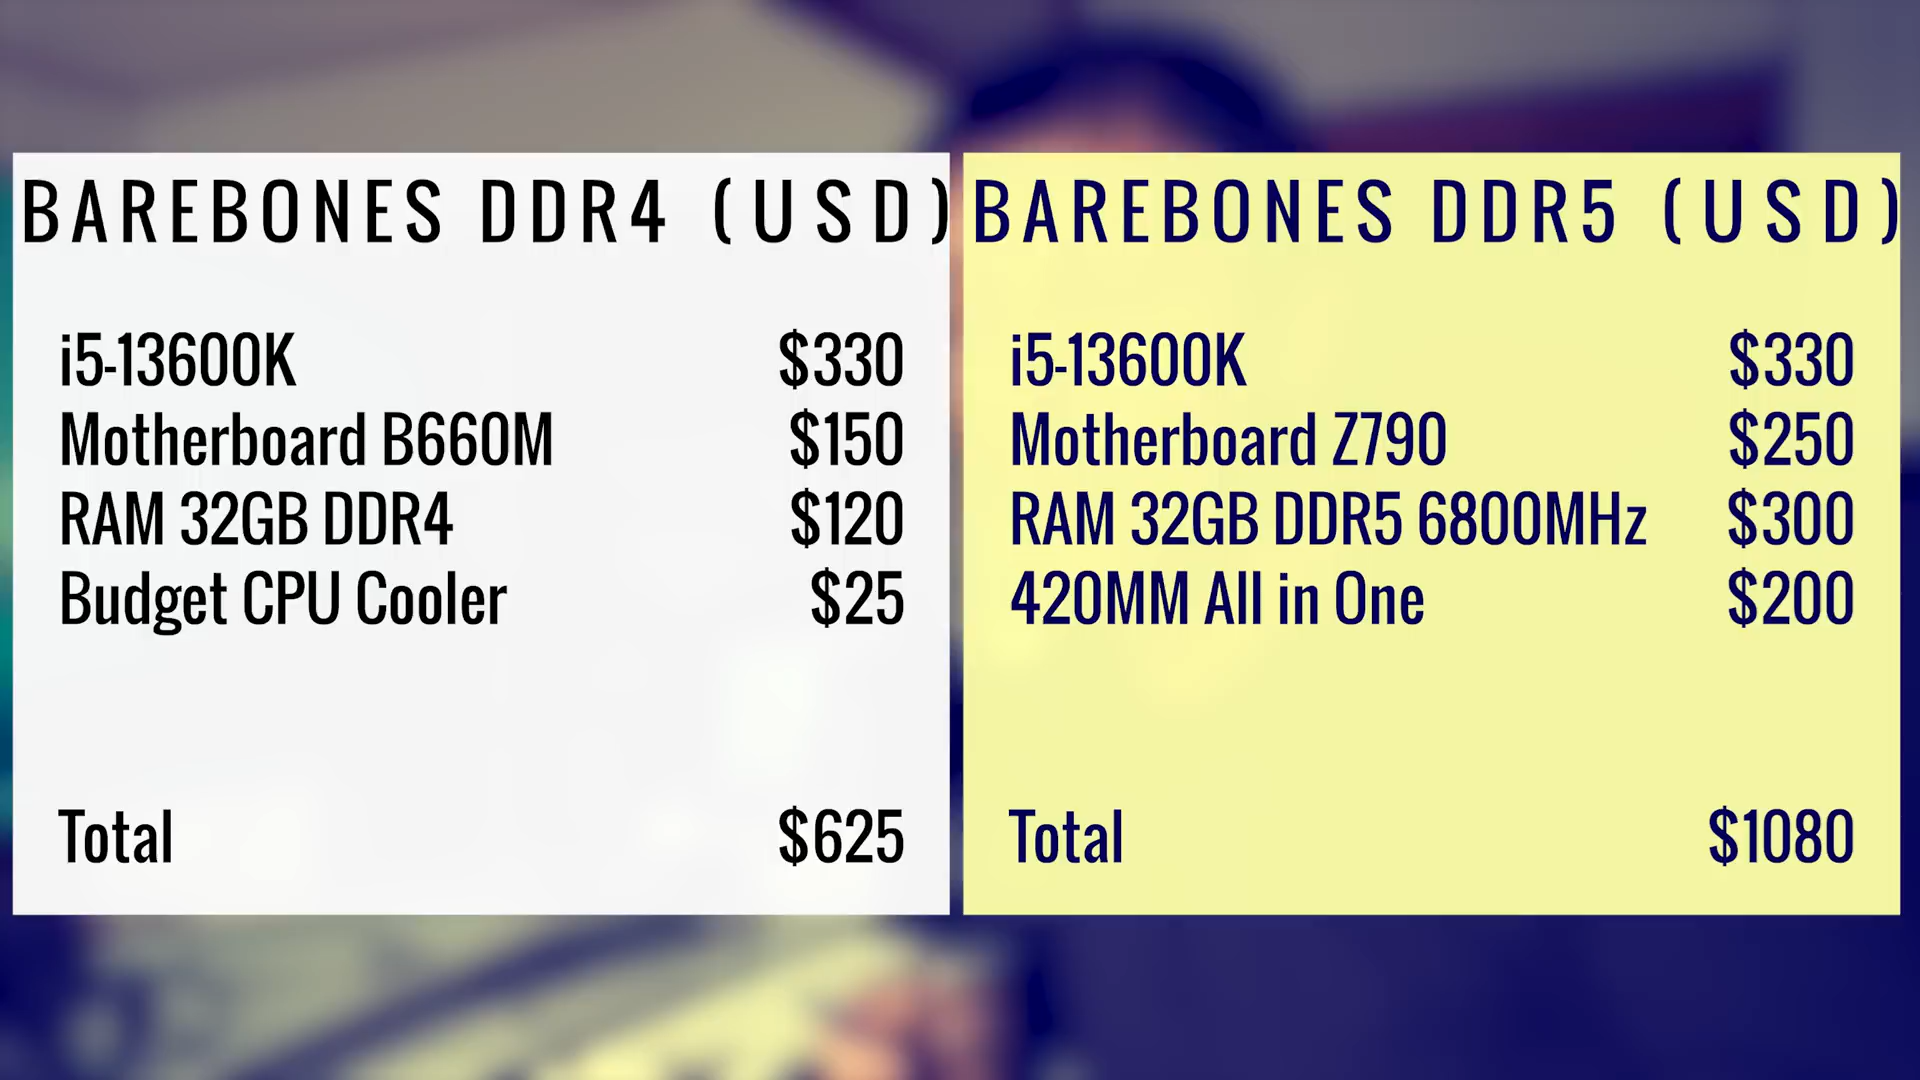 BAREBONES DDR4 (USD)
i5-13600K $330
Motherboard B660M $150
RAM 32GB DDR4 $120
Budget CPU Cooler $25
Total $625
BAREBONES DDR5 (USD)
i5-13600K $330
Motherboard Z790 $250
RAM 32GB DDR5 6800MHz $300
420MM All in One $200
Total $1080